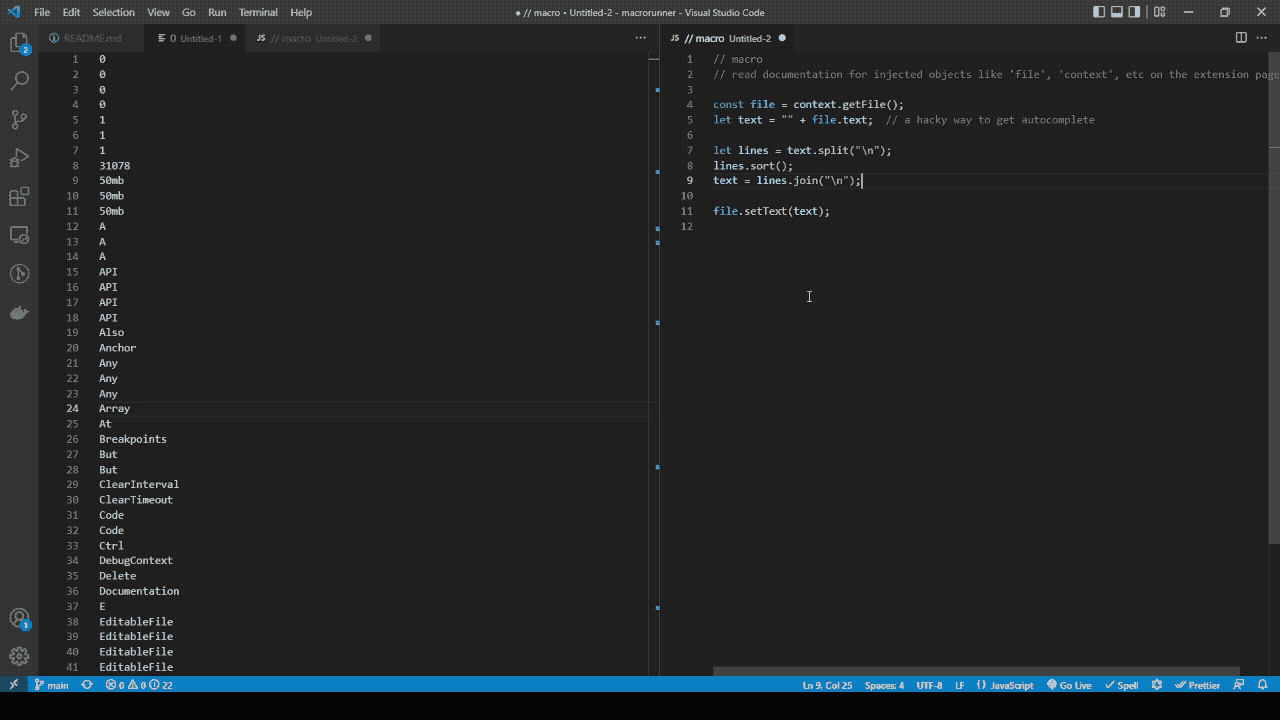 File Edit Selection View Go Run Terminal Help ● // macro • Untitled-2 - macrorunner - Visual Studio Code
2
README.md 0 Untitled-1 JS // macro Untitled-2
1 0
2 0
3 0
4 0
5 1
6 1
7 1
8 31078
9 50mb
10 50mb
11 50mb
12 A
13 A
14 A
15 API
16 API
17 API
18 API
19 Also
20 Anchor
21 Any
22 Any
23 Any
24 Array
25 At
26 Breakpoints
27 But
28 But
29 ClearInterval
30 ClearTimeout
31 Code
32 Code
33 Ctrl
34 DebugContext
35 Delete
36 Documentation
37 E
38 EditableFile
39 EditableFile
40 EditableFile
41 EditableFile
JS // macro Untitled-2
1 // macro
2 // read documentation for injected objects like 'file', 'context', etc on the extension page
3
4 const file = context.getFile();
5 let text = "" + file.text; // a hacky way to get autocomplete
6
7 let lines = text.split("\n");
8 lines.sort();
9 text = lines.join("\n");
10
11 file.setText(text);
12
1
main 0 0 22 Ln 9, Col 25 Spaces: 4 UTF-8 LF JavaScript Go Live Spell Prettier